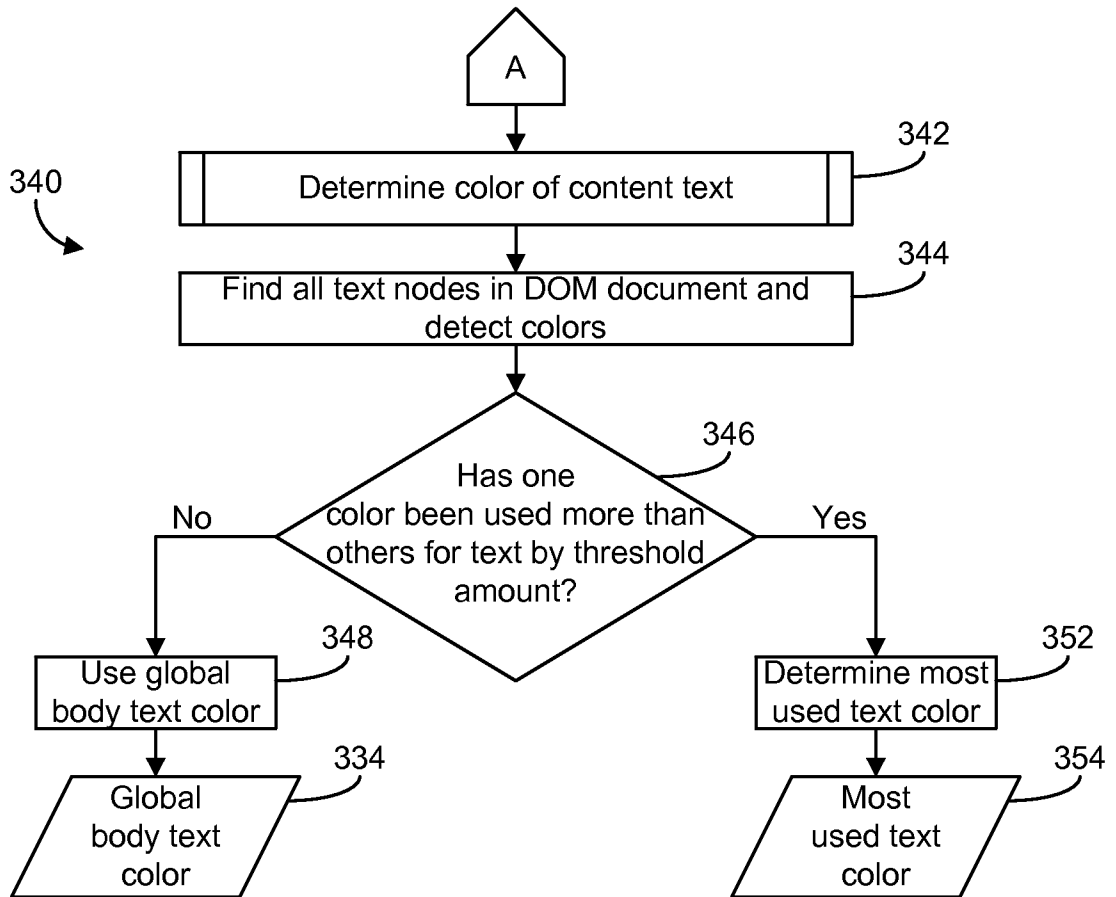 A
342
Determine color of content text
340
344
Find all text nodes in DOM document and
detect colors
346
Has one
color been used more than
others for text by threshold
amount?
No
Yes
348
Use global
body text color
352
Determine most
used text color
334
Global
body text
color
354
Most
used text
color